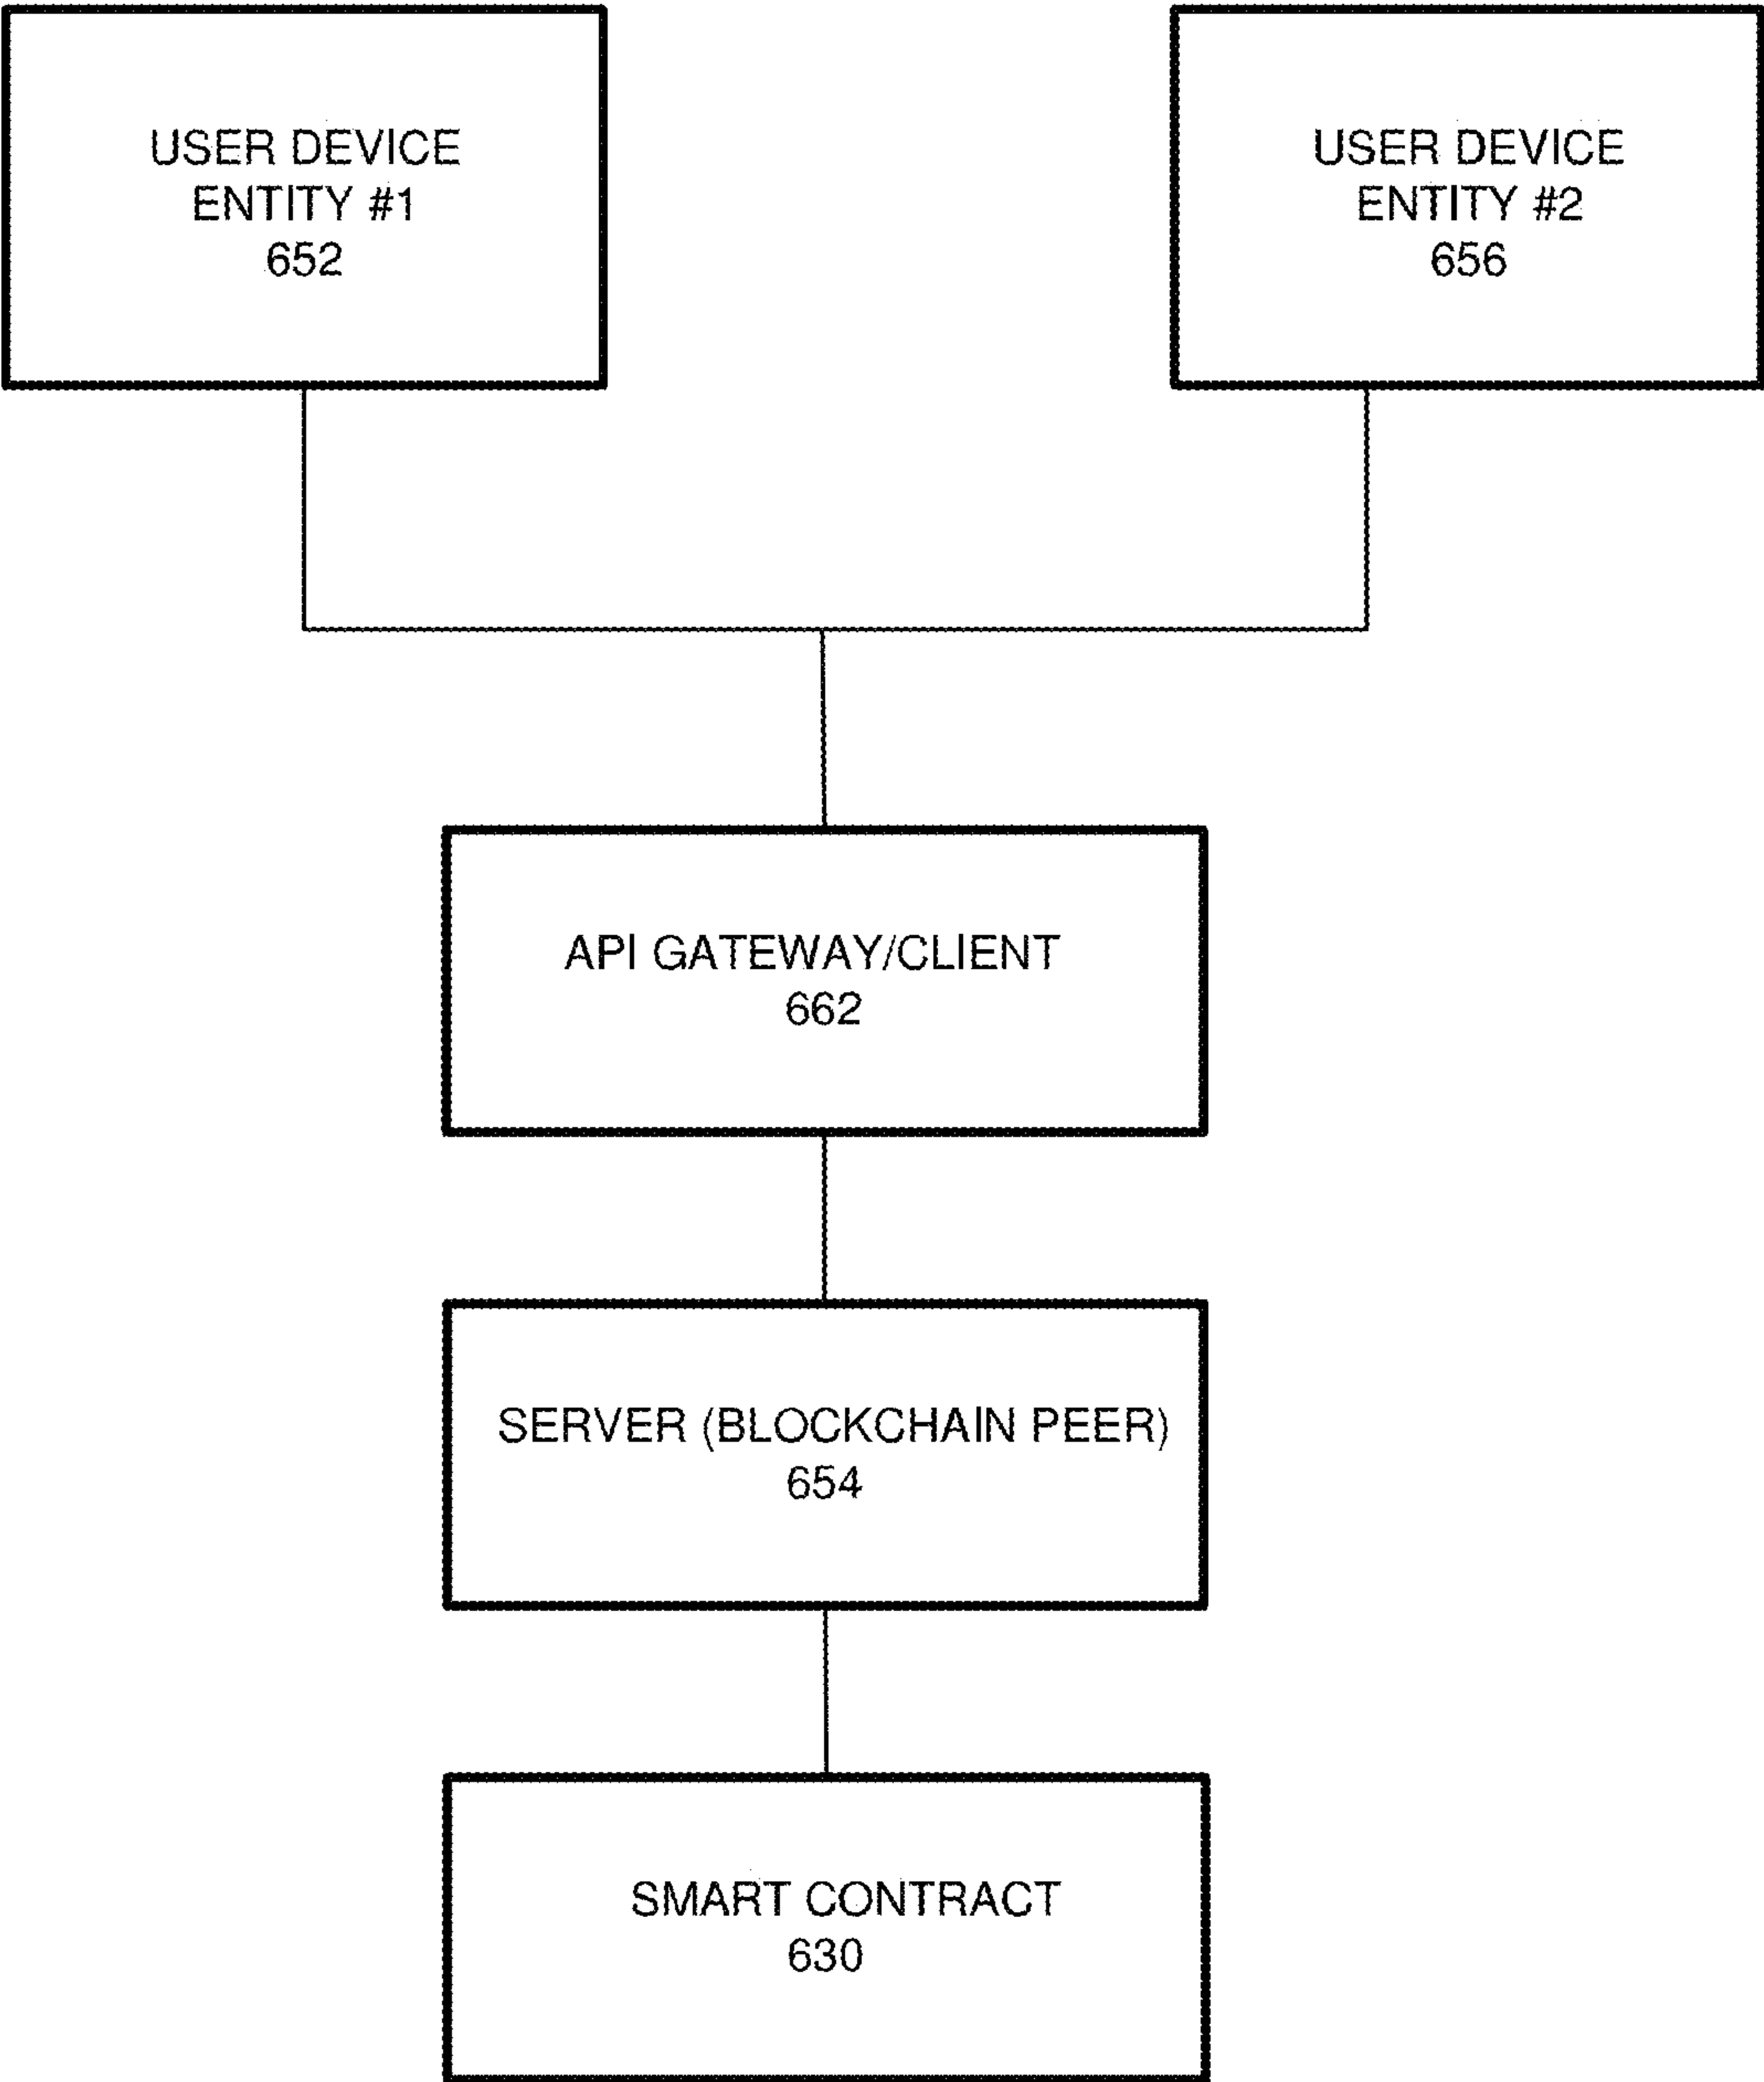 USER DEVICE
ENTITY #1
652
USER DEVICE
ENTITY #2
656
API GATEWAY/CLIENT
662
SERVER (BLOCKCHAIN PEER)
654
SMART CONTRACT
630